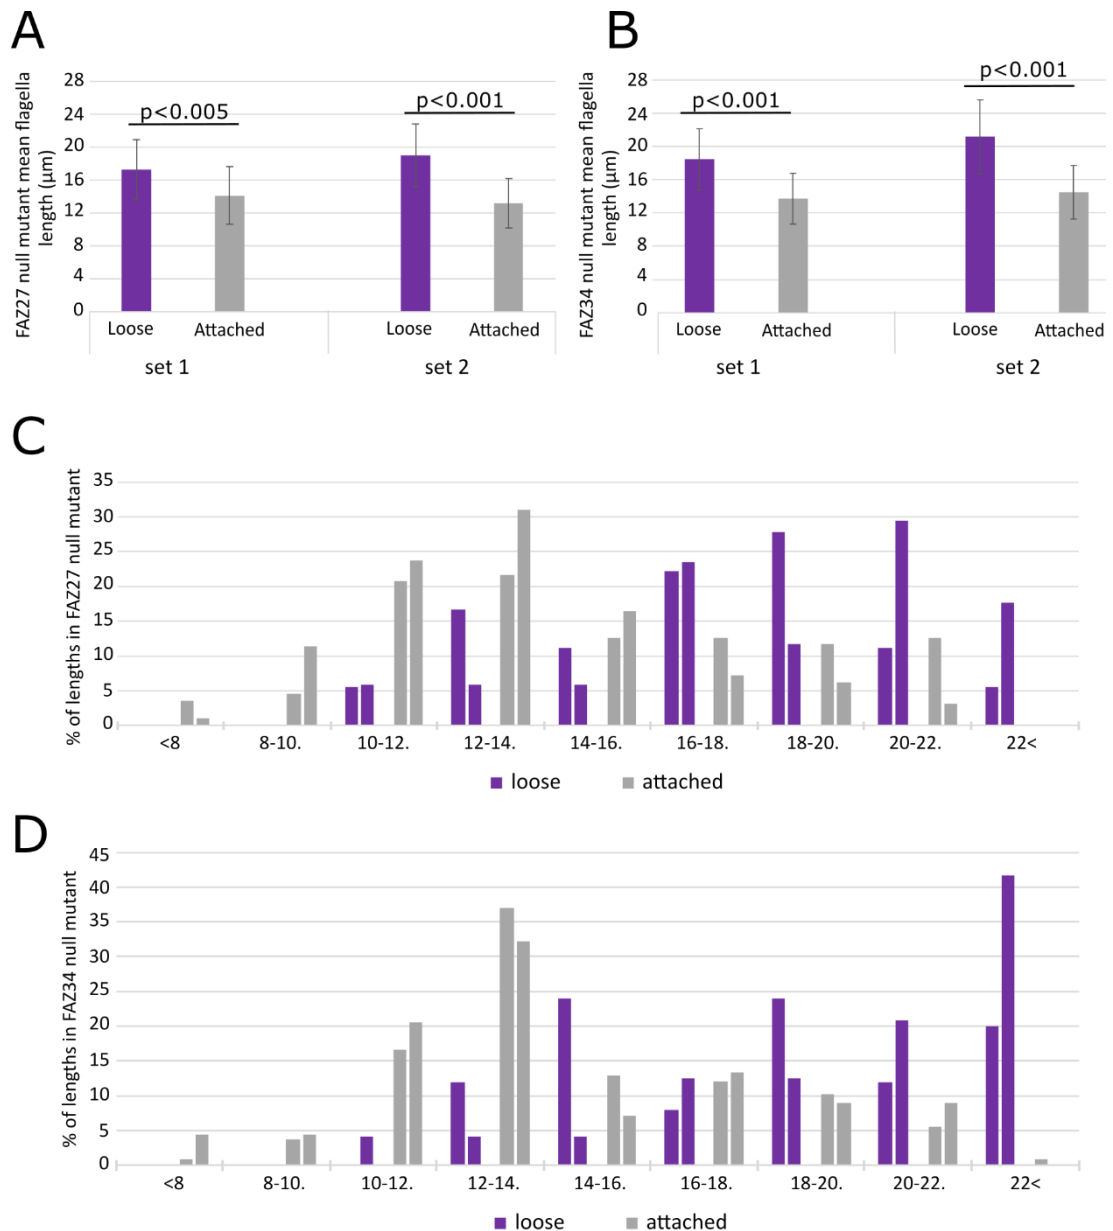 A
FAZ27 null mutant mean flagella
length (µm)
28
24
20
16
12
8
4
0
p<0.005
p<0.001
Loose
Attached
Loose
Attached
set 1
set 2
B
FAZ34 null mutant mean flagella
length (µm)
28
24
20
16
12
8
4
0
p<0.001
p<0.001
Loose
Attached
Loose
Attached
set 1
set 2
C
% of lengths in FAZ27 null mutant
35
30
25
20
15
10
5
0
<8
8-10.
10-12.
12-14.
14-16.
16-18.
18-20.
20-22.
22<
loose
attached
D
% of lengths in FAZ34 null mutant
45
40
35
30
25
20
15
10
5
0
<8
8-10.
10-12.
12-14.
14-16.
16-18.
18-20.
20-22.
22<
loose
attached